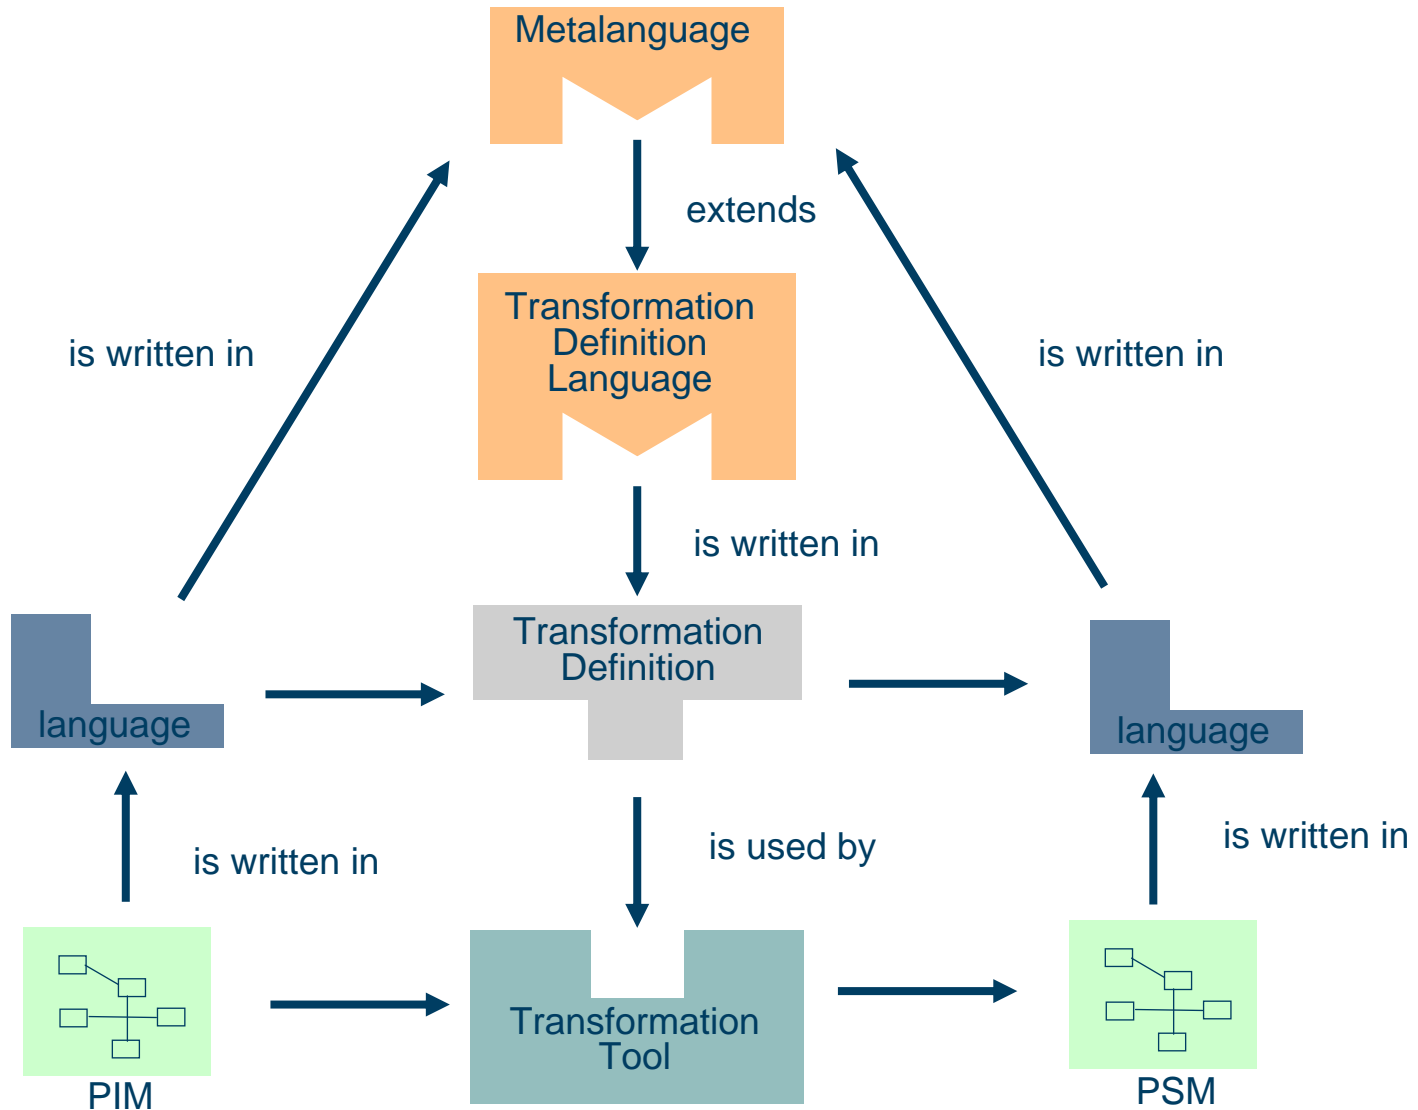 Metalanguage
extends
Transformation
Definition
Language
is written in
is written in
is written in
Transformation
Definition
language
language
is written in
is used by
is written in
Transformation
Tool
PIM
PSM